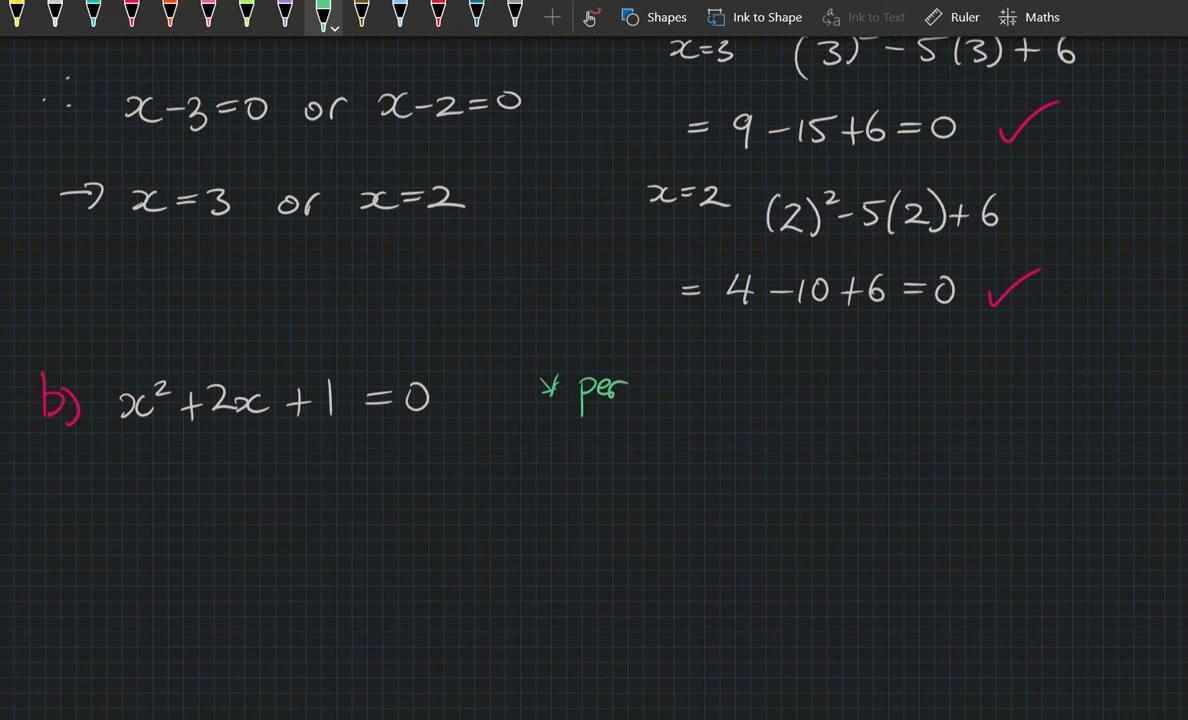 Shapes Ink to Shape Ink to Text Ruler Maths
x=3 (3)² - 5(3) + 6
∴ x-3=0 or x-2=0
= 9 -15+6 = 0 ✓
→ x=3 or x=2
x=2 (2)² - 5(2) + 6
= 4 -10 +6 = 0 ✓
b) x² + 2x + 1 = 0 * per